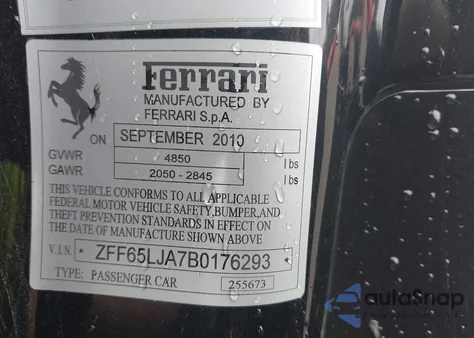 Ferrari
MANUFACTURED BY
FERRARI S.p.A.
ON SEPTEMBER 2010
GVWR 4850 lbs
GAWR 2050 - 2845 lbs
THIS VEHICLE CONFORMS TO ALL APPLICABLE
FEDERAL MOTOR VEHICLE SAFETY,BUMPER,AND
THEFT PREVENTION STANDARDS IN EFFECT ON
THE DATE OF MANUFACTURE SHOWN ABOVE
V.I.N. * ZFF65LJA7B0176293 *
TYPE: PASSENGER CAR 255673
autoSnap